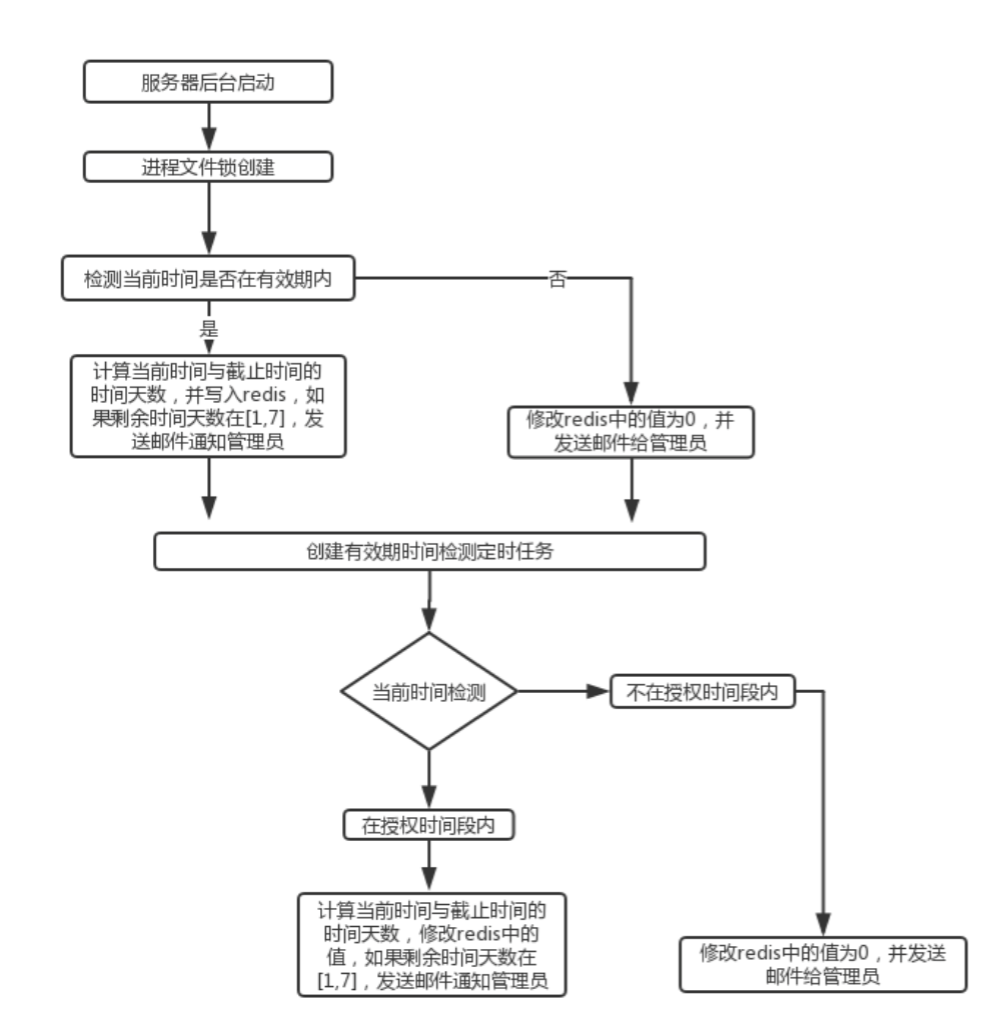 服务器后台启动
进程文件锁创建
检测当前时间是否在有效期内
否
是
计算当前时间与截止时间的
时间天数，并写入redis，如
果剩余时间天数在[1,7]，发
送邮件通知管理员
修改redis中的值为0，并
发送邮件给管理员
创建有效期时间检测定时任务
当前时间检测
不在授权时间段内
在授权时间段内
计算当前时间与截止时间的
时间天数，修改redis中的
值，如果剩余时间天数在
[1,7]，发送邮件通知管理员
修改redis中的值为0，并发送
邮件给管理员